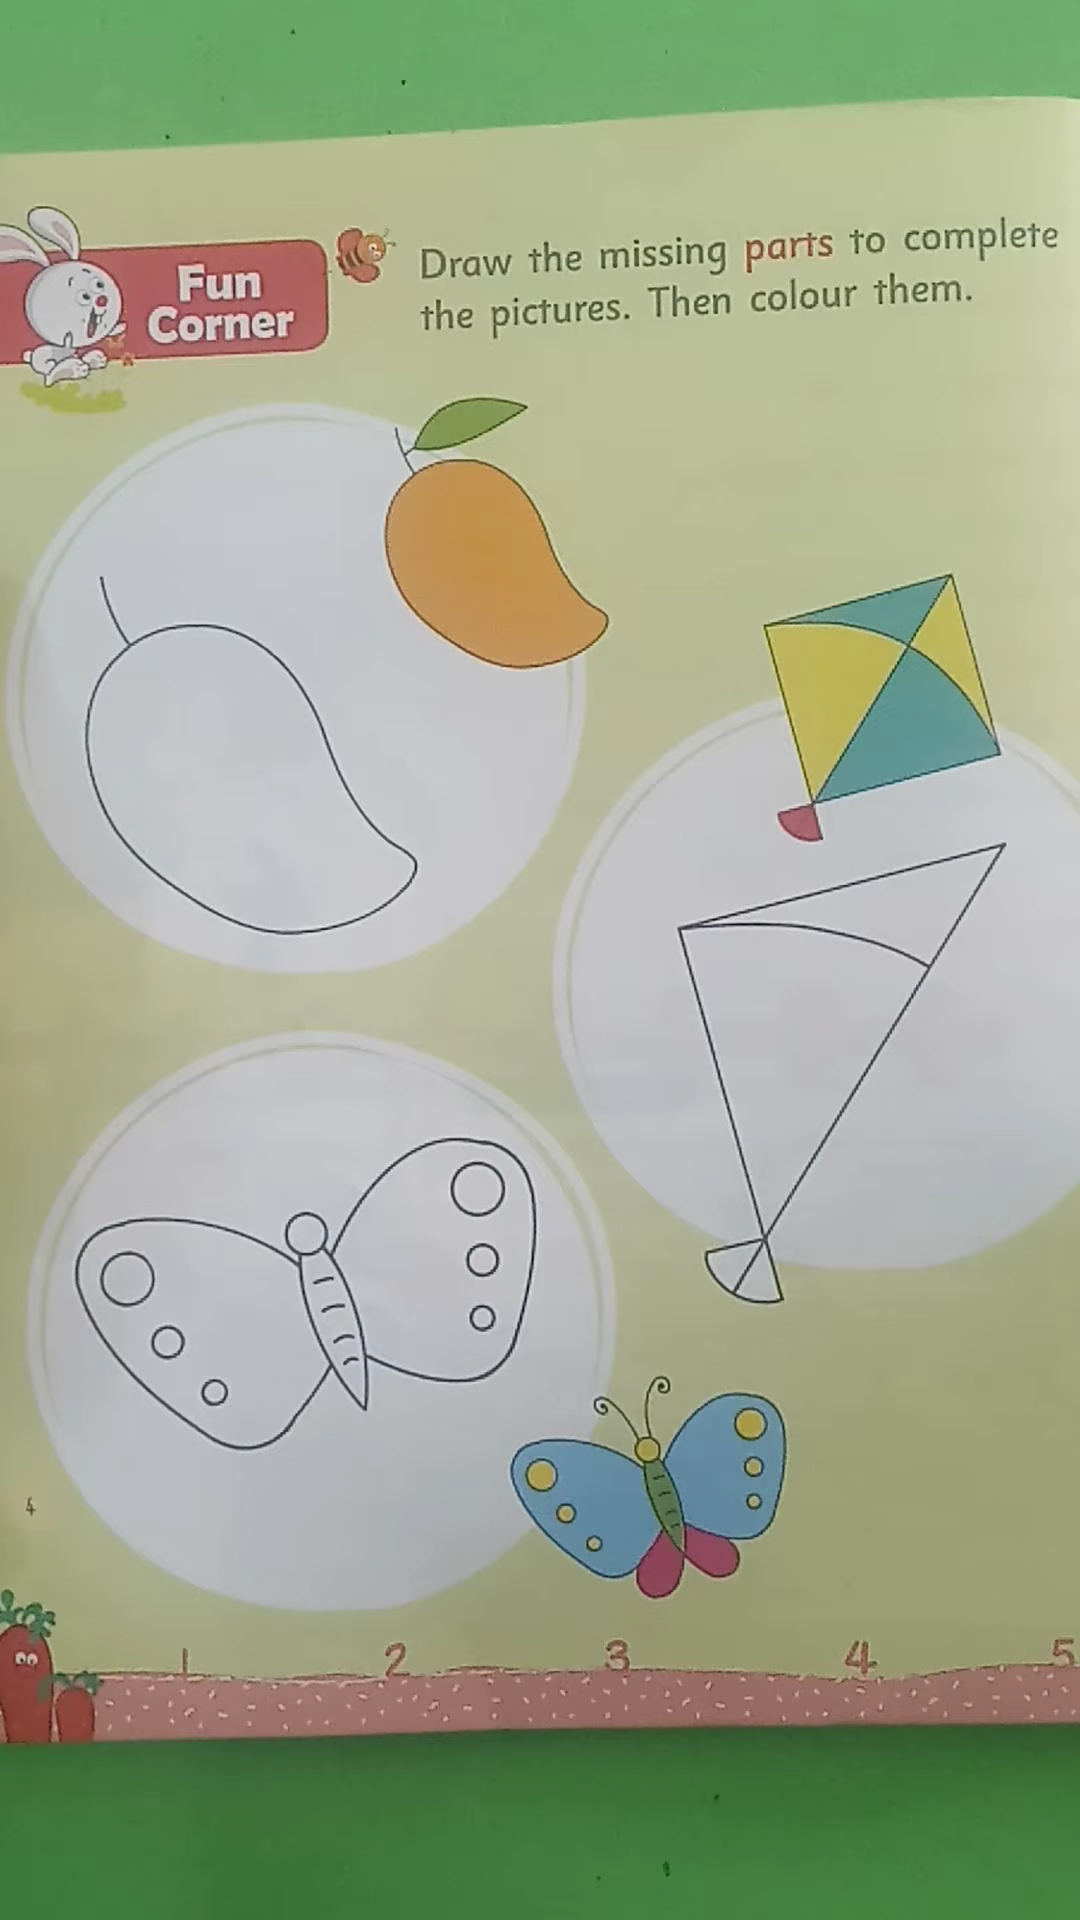 Fun
Corner
Draw the missing parts to complete
the pictures. Then colour them.
4
1 2 3 4 5